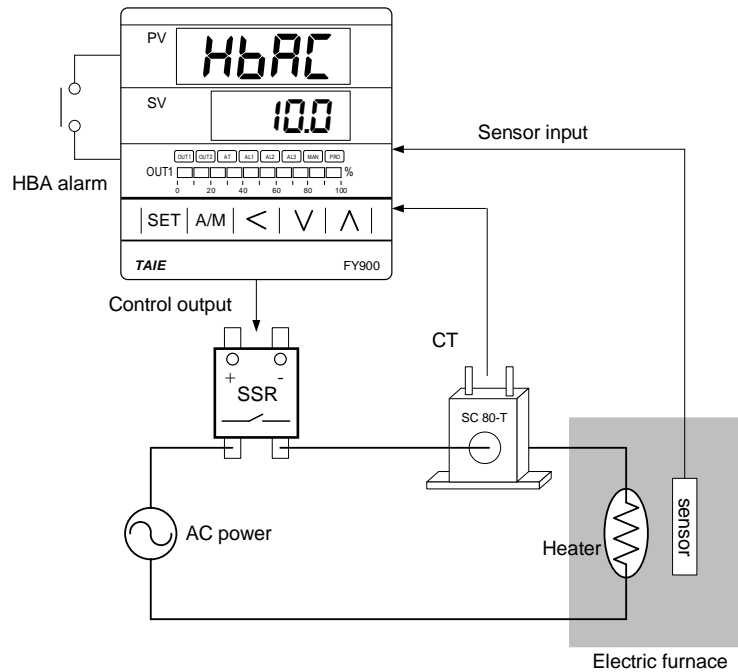 PV
HbAC
SV
10.0
OUT1 OUT2 AT AL1 AL2 AL3 MAN PRO
OUT1 %
0 20 40 60 80 100
SET A/M < V Λ
TAIE FY900
HBA alarm
Sensor input
Control output
CT
+ -
SSR
SC 80-T
AC power
Heater
sensor
Electric furnace